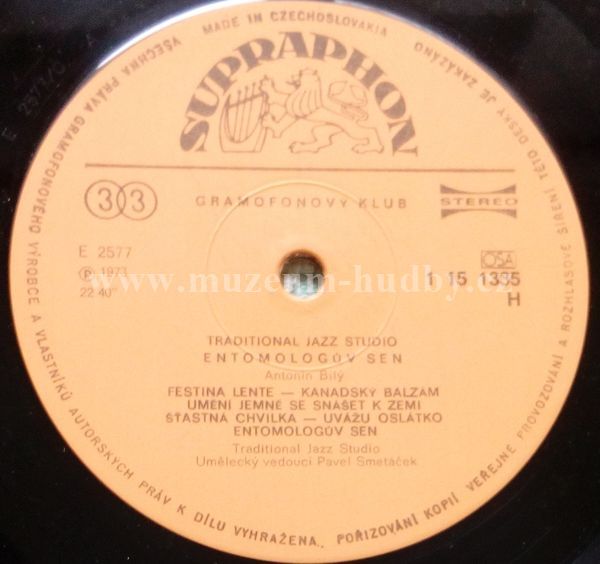 MADE IN CZECHOSLOVAKIA
VŠECHNA PRÁVA GRAMOFONOVÉHO VÝROBCE A VLASTNÍKŮ AUTORSKÝCH PRÁV K DÍLU VYHRAŽENA. POŘIZOVÁNÍ KOPIÍ VEŘEJNÉ PROVOZOVÁNÍ A ROZHLASOVÉ ŠÍŘENÍ TÉTO DESKY JE ZAKÁZÁNO
SUPRAPHON
33
GRAMOFONOVÝ KLUB
STEREO
E 2577
℗ 1973
22'40"
OSA
1 15 1335
H
www.muzeum-hudby.cz
TRADITIONAL JAZZ STUDIO
ENTOMOLOGŮV SEN
Antonín Bílý
FESTINA LENTE — KANADSKÝ BALZÁM
UMĚNÍ JEMNĚ SE SNÁŠET K ZEMI
ŠŤASTNÁ CHVILKA — UVÁŽU OSLÁTKO
ENTOMOLOGŮV SEN
Traditional Jazz Studio
Umělecký vedoucí Pavel Smetáček